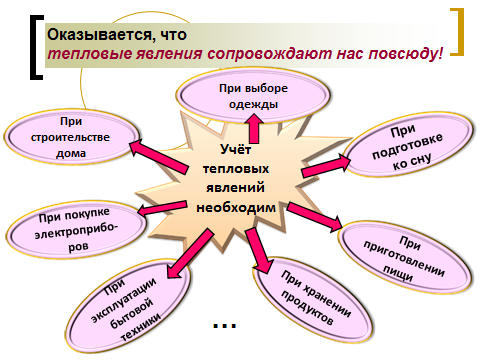 Оказывается, что
тепловые явления сопровождают нас повсюду!
При выборе
одежды
При
строительстве
дома
Учёт
тепловых
явлений
необходим
При
подготовке
ко сну
При покупке
электроприбо-
ров
При
приготовлении
пищи
При
эксплуатации
бытовой
техники
При хранении
продуктов
...